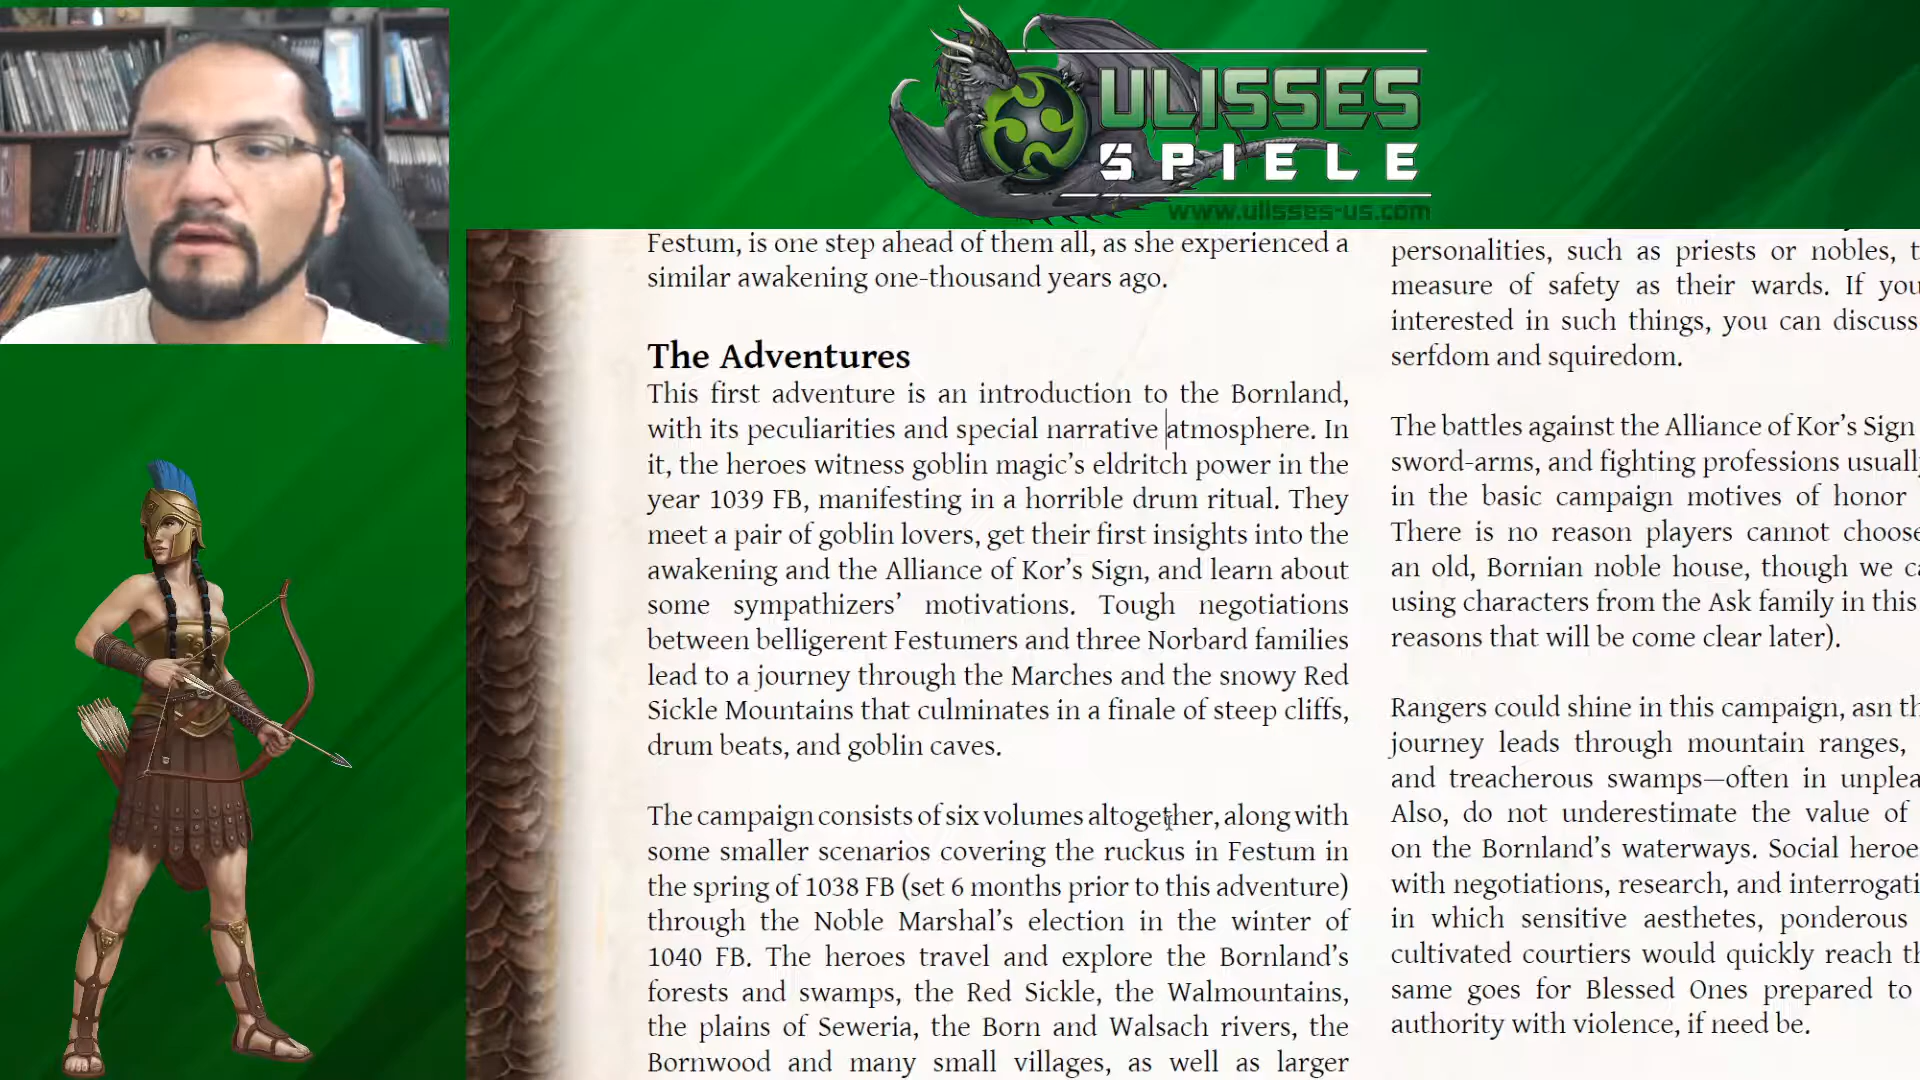 ULISSES
SPIELE
www.ulisses-us.com
Festum, is one step ahead of them all, as she experienced a
similar awakening one-thousand years ago.
The Adventures
This first adventure is an introduction to the Bornland,
with its peculiarities and special narrative atmosphere. In
it, the heroes witness goblin magic's eldritch power in the
year 1039 FB, manifesting in a horrible drum ritual. They
meet a pair of goblin lovers, get their first insights into the
awakening and the Alliance of Kor's Sign, and learn about
some sympathizers' motivations. Tough negotiations
between belligerent Festumers and three Norbard families
lead to a journey through the Marches and the snowy Red
Sickle Mountains that culminates in a finale of steep cliffs,
drum beats, and goblin caves.
The campaign consists of six volumes altogether, along with
some smaller scenarios covering the ruckus in Festum in
the spring of 1038 FB (set 6 months prior to this adventure)
through the Noble Marshal's election in the winter of
1040 FB. The heroes travel and explore the Bornland's
forests and swamps, the Red Sickle, the Walmountains,
the plains of Seweria, the Born and Walsach rivers, the
Bornwood and many small villages, as well as larger
personalities, such as priests or nobles,
measure of safety as their wards. If you
interested in such things, you can discuss
serfdom and squiredom.
The battles against the Alliance of Kor's Sign
sword-arms, and fighting professions usually
in the basic campaign motives of honor
There is no reason players cannot choose
an old, Bornian noble house, though we
using characters from the Ask family in this
reasons that will be come clear later).
Rangers could shine in this campaign, asn
journey leads through mountain ranges,
and treacherous swamps—often in
Also, do not underestimate the value of
on the Bornland's waterways. Social
with negotiations, research, and
in which sensitive aesthetes, ponderous
cultivated courtiers would quickly reach
same goes for Blessed Ones prepared to
authority with violence, if need be.